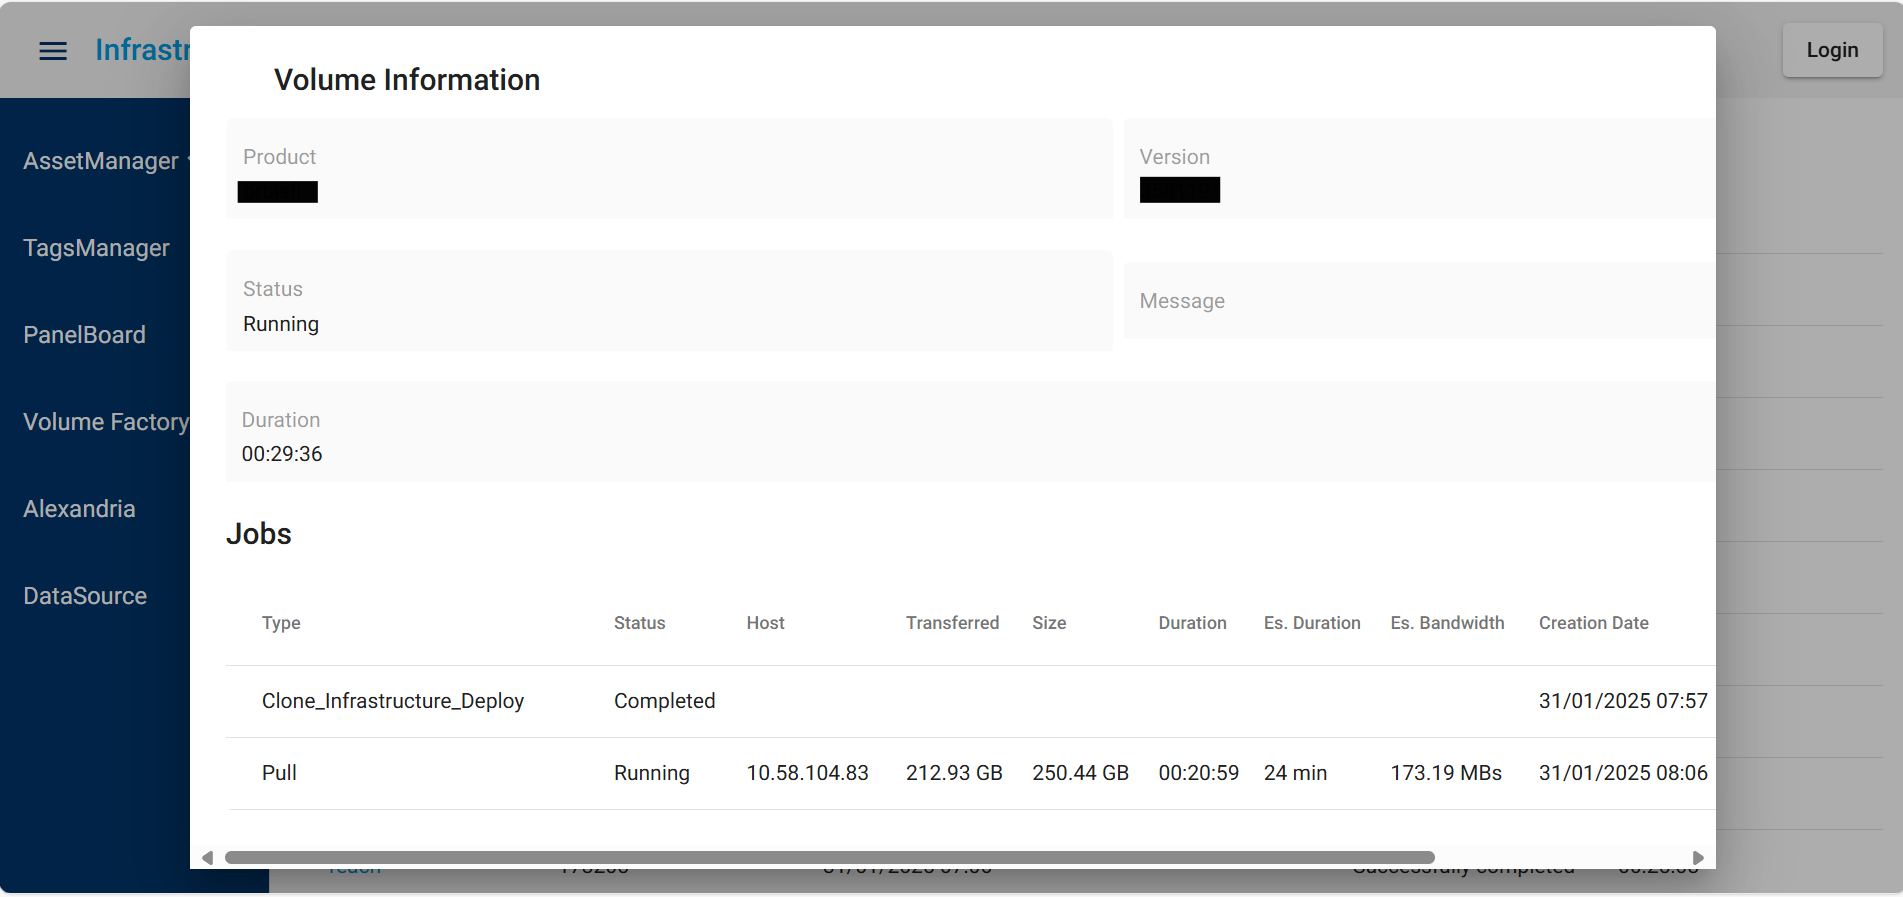 Infrastr
Login
Volume Information
AssetManager
TagsManager
PanelBoard
Volume Factory
Alexandria
DataSource
Product
Version
Status
Running
Message
Duration
00:29:36
Jobs
Type Status Host Transferred Size Duration Es. Duration Es. Bandwidth Creation Date
Clone_Infrastructure_Deploy Completed 31/01/2025 07:57
Pull Running 10.58.104.83 212.93 GB 250.44 GB 00:20:59 24 min 173.19 MBs 31/01/2025 08:06
Successfully completed